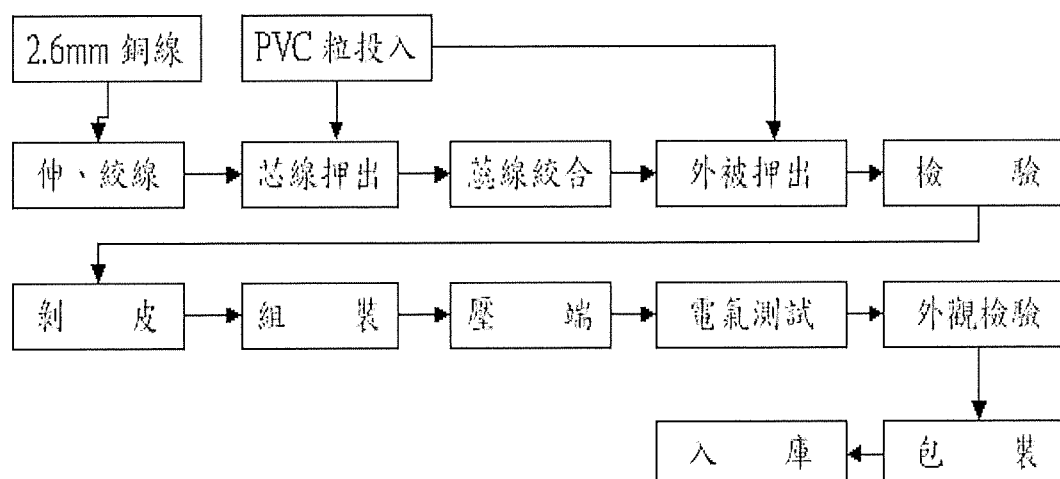 2.6mm 銅線
PVC 粒投入
伸、絞線
芯線押出
蕊線絞合
外被押出
檢 驗
剝 皮
組 裝
壓 端
電氣測試
外觀檢驗
入 庫
包 裝